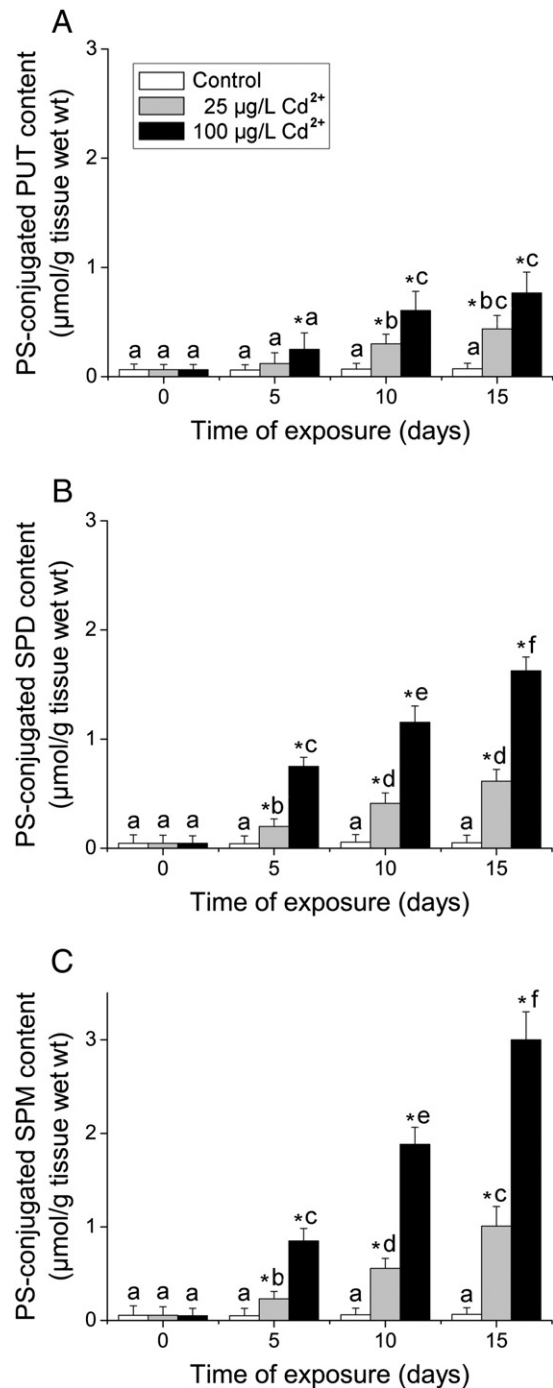 A
3
2
1
0
PS-conjugated PUT content
(µmol/g tissue wet wt)
Control
25 µg/L Cd²⁺
100 µg/L Cd²⁺
a a a
a a *a
a *b *c
a *bc *c
0 5 10 15
Time of exposure (days)
B
3
2
1
0
PS-conjugated SPD content
(µmol/g tissue wet wt)
a a a
a *b *c
a *d *e
a *d *f
0 5 10 15
Time of exposure (days)
C
3
2
1
0
PS-conjugated SPM content
(µmol/g tissue wet wt)
a a a
a *b *c
a *d *e
a *c *f
0 5 10 15
Time of exposure (days)